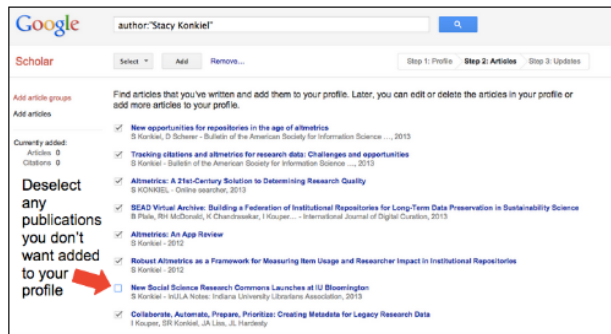 Google
author:"Stacy Konkiel"
Scholar
Select
Add
Remove...
Step 1: Profile
Step 2: Articles
Step 3: Updates
Add article groups
Add articles
Currently added:
Articles 0
Citations 0
Deselect
any
publications
you don't
want added
to your
profile
Find articles that you've written and add them to your profile. Later, you can edit or delete the articles in your profile or
add more articles to your profile.
New opportunities for repositories in the age of altmetrics
S Konkiel, D Scherer - Bulletin of the American Society for Information Science ..., 2013
Tracking citations and altmetrics for research data: Challenges and opportunities
S Konkiel - Bulletin of the American Society for Information Science ..., 2013
Altmetrics: A 21st-Century Solution to Determining Research Quality
S KONKIEL - Online searcher, 2013
SEAD Virtual Archive: Building a Federation of Institutional Repositories for Long-Term Data Preservation in Sustainability Science
B Plale, RH McDonald, K Chandrasekar, I Kouper... - International Journal of Digital Curation, 2013
Altmetrics: An App Review
S Konkiel - 2012
Robust Altmetrics as a Framework for Measuring Item Usage and Researcher Impact in Institutional Repositories
S Konkiel - 2012
New Social Science Research Commons Launches at IU Bloomington
S Konkiel - InULA Notes: Indiana University Librarians Association, 2013
Collaborate, Automate, Prepare, Prioritize: Creating Metadata for Legacy Research Data
I Kouper, SR Konkiel, JA Liss, JL Hardesty